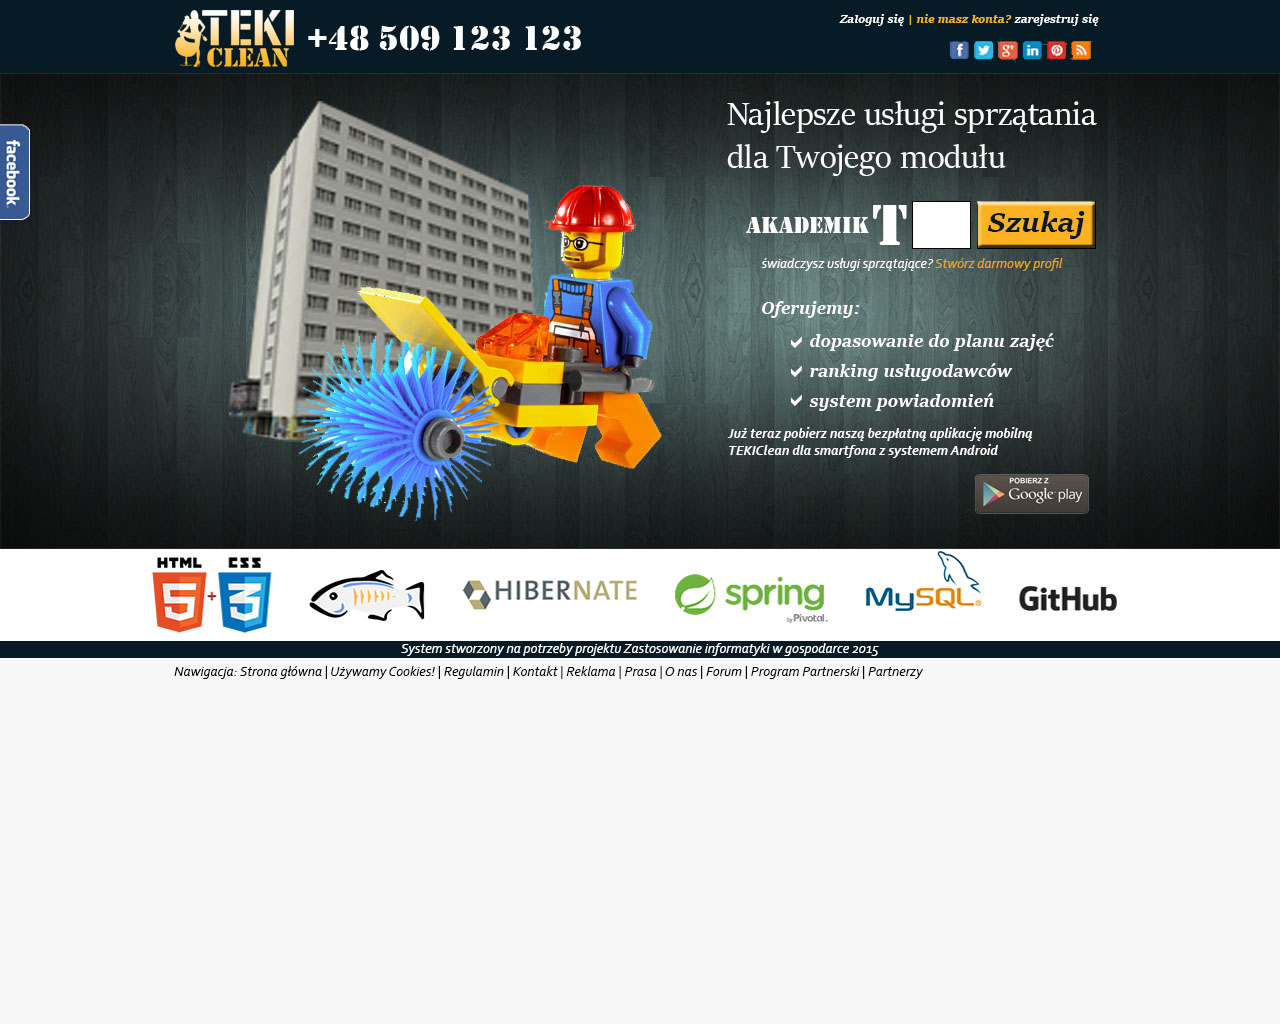 TEKI
CLEAN
+48 509 123 123
Zaloguj się | nie masz konta? zarejestruj się
facebook
Najlepsze usługi sprzątania
dla Twojego modułu
AKADEMIK T
Szukaj
świadczysz usługi sprzątające? Stwórz darmowy profil
Oferujemy:
dopasowanie do planu zajęć
ranking usługodawców
system powiadomień
Już teraz pobierz naszą bezpłatną aplikację mobilną
TEKIClean dla smartfona z systemem Android
POBIERZ Z
Google play
HTML
5
+
CSS
3
HIBERNATE
spring
by Pivotal.
MySQL®
GitHub
System stworzony na potrzeby projektu Zastosowanie informatyki w gospodarce 2015
Nawigacja: Strona główna | Używamy Cookies! | Regulamin | Kontakt | Reklama | Prasa | O nas | Forum | Program Partnerski | Partnerzy